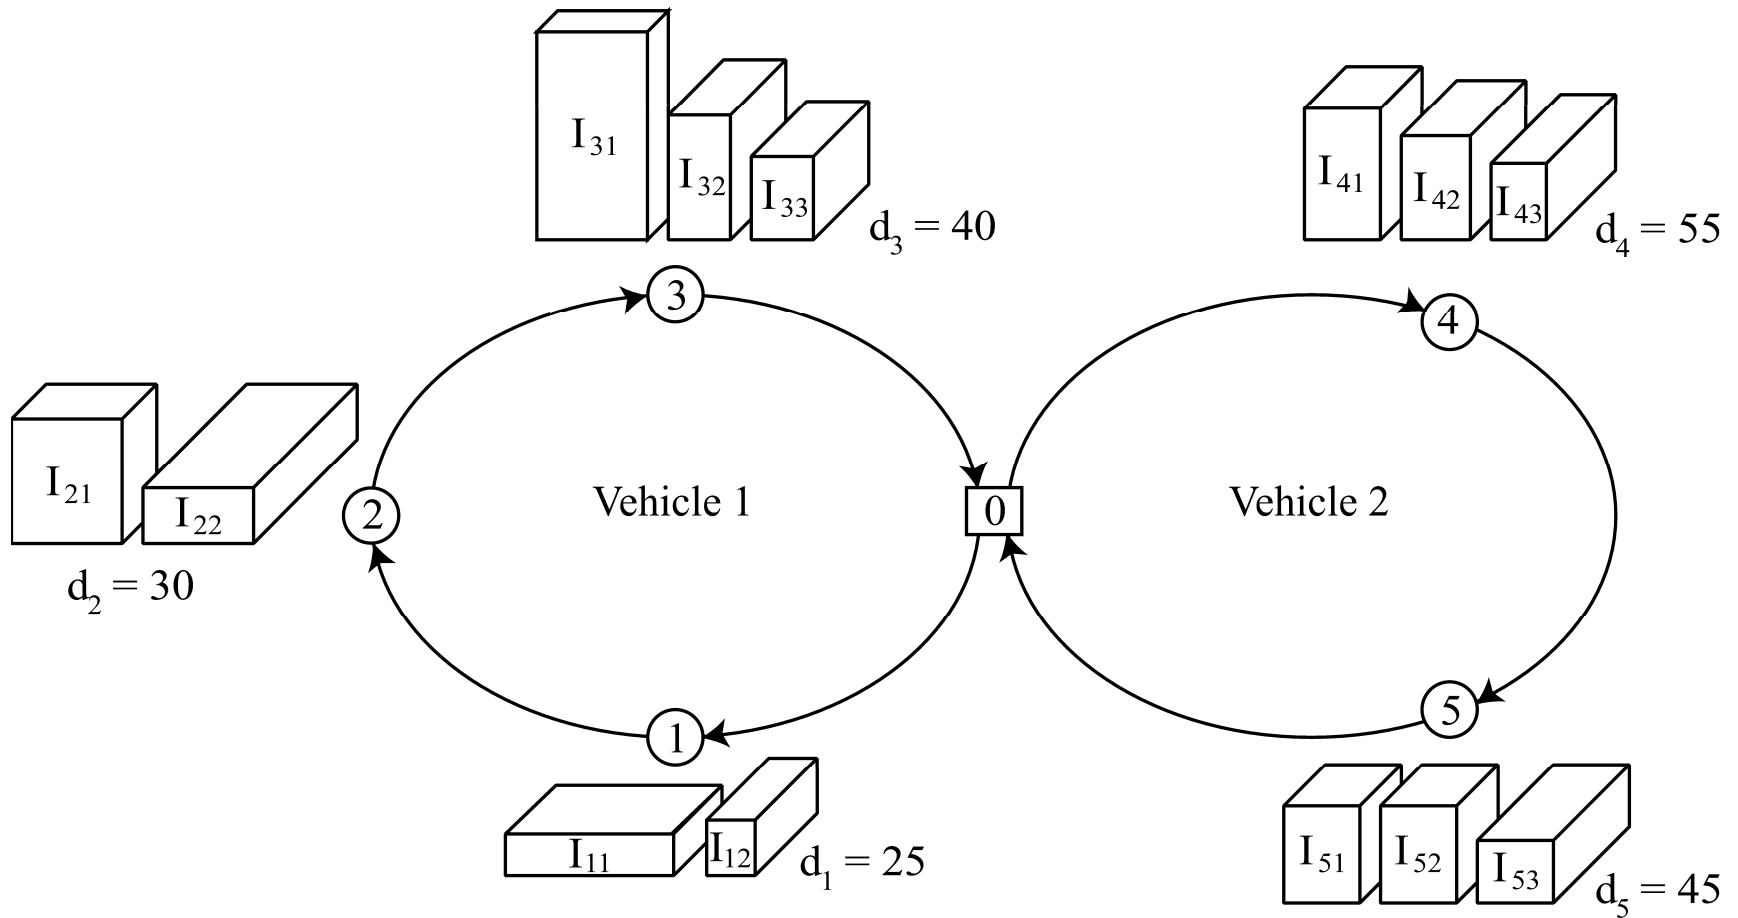 I31
I32
I33
d3 = 40
I41
I42
I43
d4 = 55
3
4
I21
I22
d2 = 30
2
Vehicle 1
0
Vehicle 2
1
5
I11
I12
d1 = 25
I51
I52
I53
d5 = 45